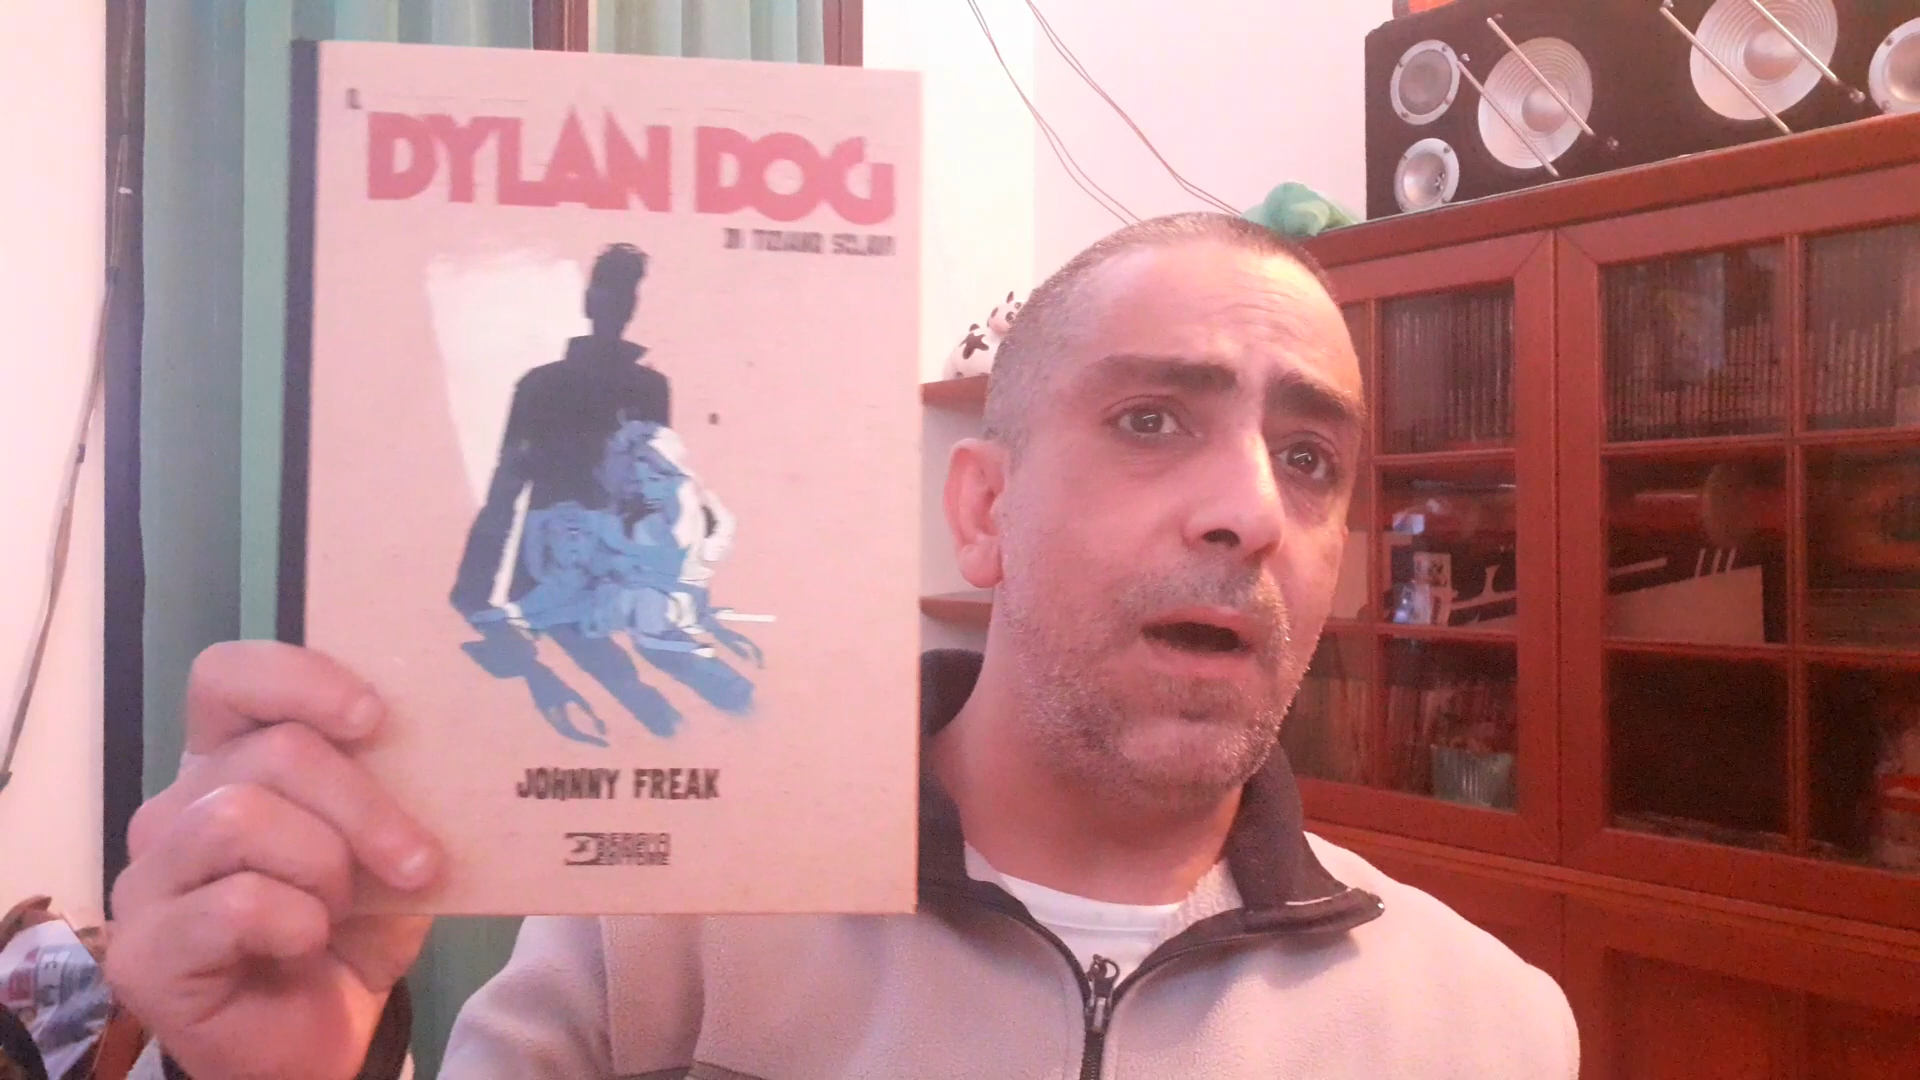 IL
DYLAN DOG
DI TIZIANO SCLAVI
JOHNNY FREAK
SERGIO
BONELLI
EDITORE